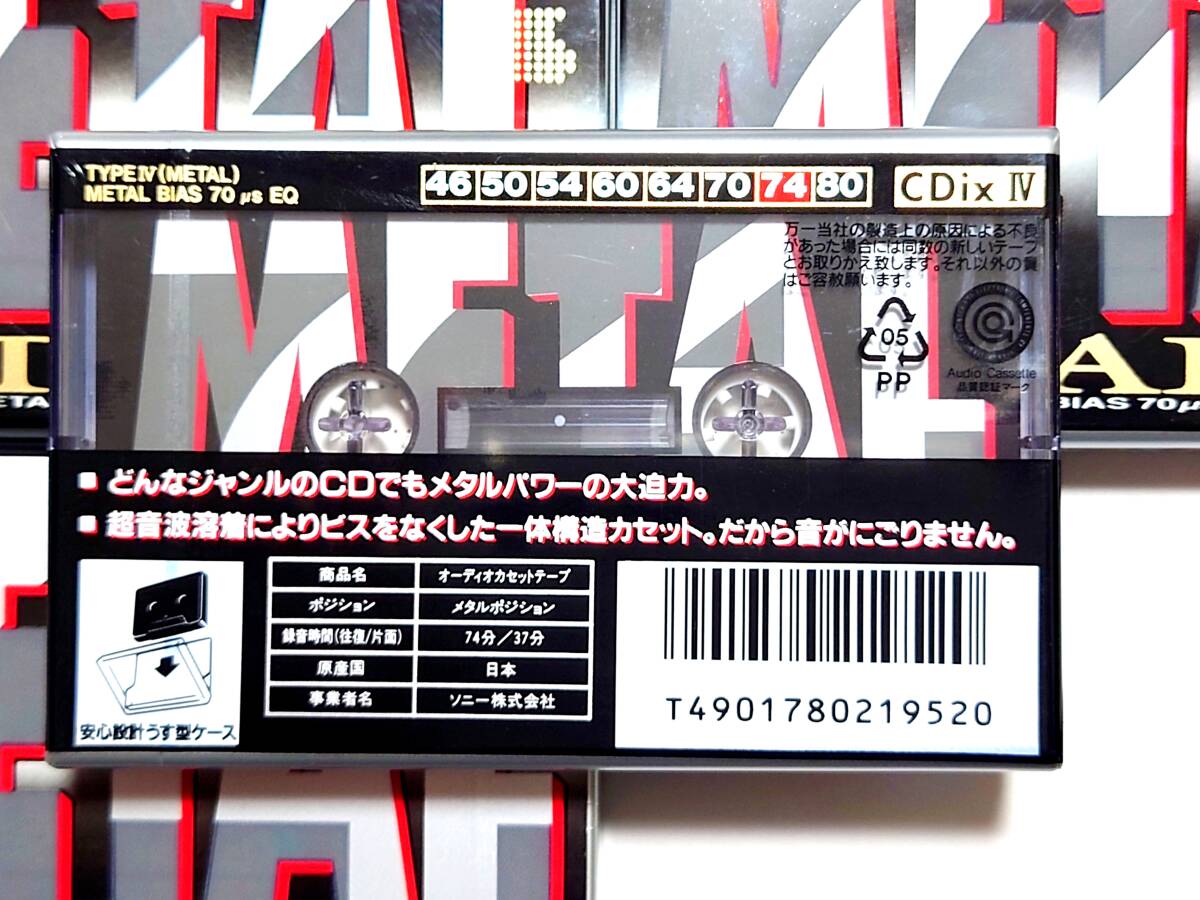 TYPE IV (METAL)
METAL BIAS 70 μs EQ
46 50 54 60 64 70 74 80
CDix IV
万一当社の製造上の原因による不良
があった場合には同数の新しいテープ
とお取りかえ致します。それ以外の責
はご容赦願います。
METAL
05
PP
Audio Cassette
品質認証マーク
BIAS 70μ
■ どんなジャンルのCDでもメタルパワーの大迫力。
■ 超音波溶着によりビスをなくした一体構造カセット。だから音がにごりません。
商品名 オーディオカセットテープ
ポジション メタルポジション
録音時間(往復/片面) 74分/37分
原産国 日本
事業者名 ソニー株式会社
安心設計うす型ケース
T4901780219520